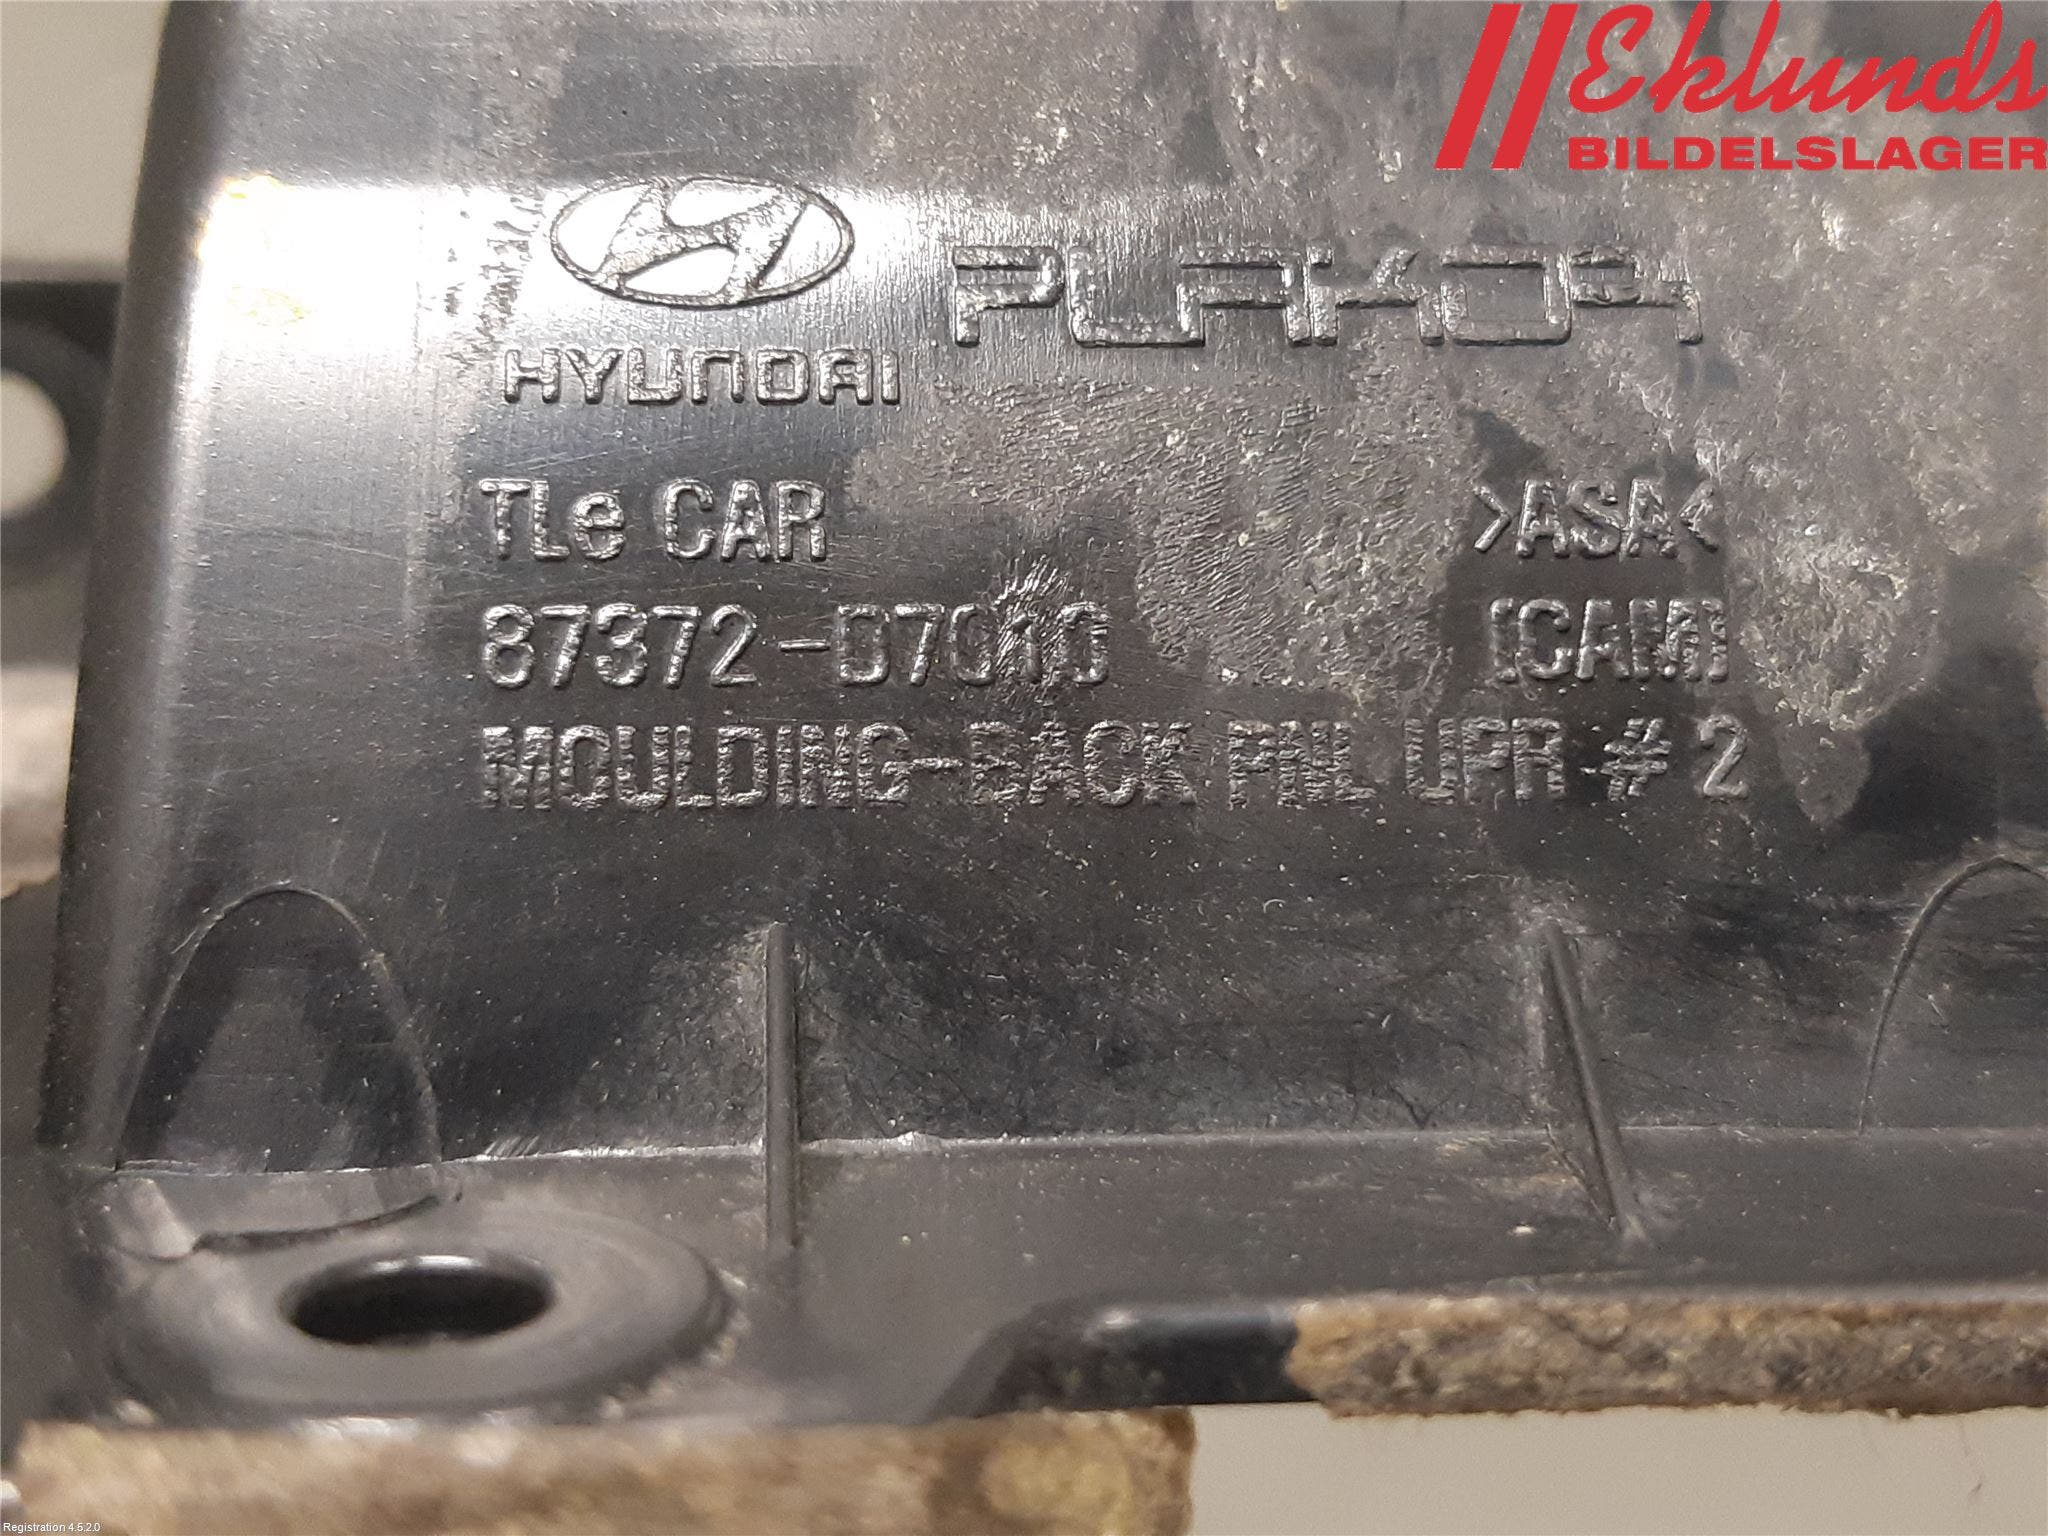 Eklunds
BILDELSLAGER
HYUNDAI
PLAKOR
TLe CAR
>ASA<
87372-D7010
[CAM]
MOULDING-BACK PNL UPR # 2
Registration 4.5.2.0